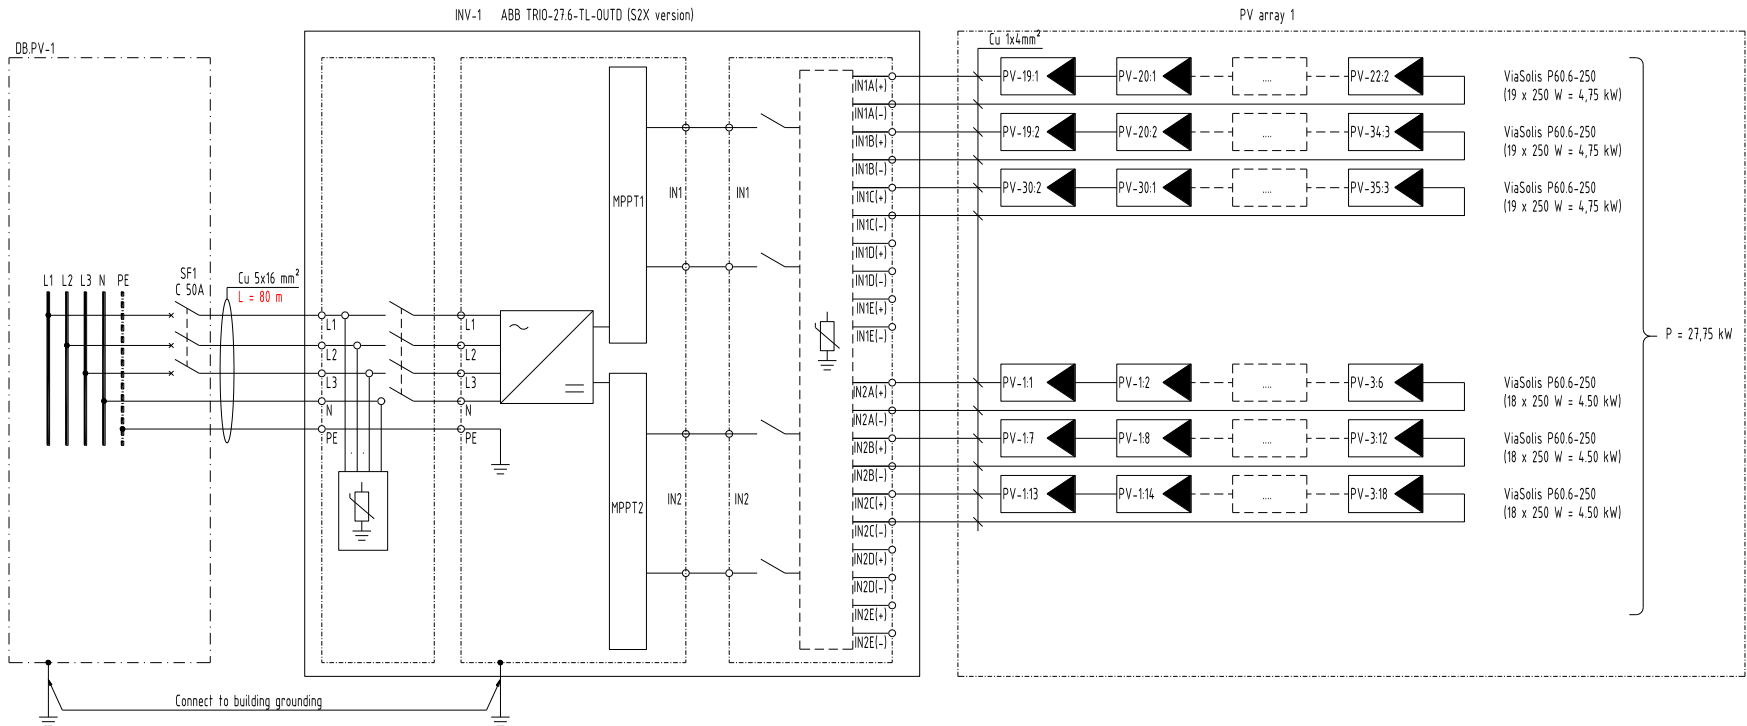 INV-1 ABB TRIO-27.6-TL-OUTD (S2X version)
PV array 1
DB.PV-1
L1 L2 L3 N PE
SF1
C 50A
Cu 5x16 mm²
L = 80 m
L1
L2
L3
N
PE
L1
L2
L3
N
PE
MPPT1
MPPT2
IN1
IN1
IN2
IN2
IN1A(+)
IN1A(-)
IN1B(+)
IN1B(-)
IN1C(+)
IN1C(-)
IN1D(+)
IN1D(-)
IN1E(+)
IN1E(-)
IN2A(+)
IN2A(-)
IN2B(+)
IN2B(-)
IN2C(+)
IN2C(-)
IN2D(+)
IN2D(-)
IN2E(+)
IN2E(-)
Cu 1x4mm²
PV-19:1 PV-20:1 .... PV-22:2
ViaSolis P60.6-250
(19 x 250 W = 4,75 kW)
PV-19:2 PV-20:2 .... PV-34:3
ViaSolis P60.6-250
(19 x 250 W = 4,75 kW)
PV-30:2 PV-30:1 .... PV-35:3
ViaSolis P60.6-250
(19 x 250 W = 4,75 kW)
P = 27,75 kW
PV-1:1 PV-1:2 .... PV-3:6
ViaSolis P60.6-250
(18 x 250 W = 4.50 kW)
PV-1:7 PV-1:8 .... PV-3:12
ViaSolis P60.6-250
(18 x 250 W = 4.50 kW)
PV-1:13 PV-1:14 .... PV-3:18
ViaSolis P60.6-250
(18 x 250 W = 4.50 kW)
Connect to building grounding